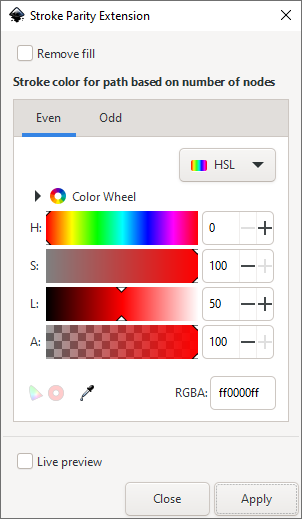 Stroke Parity Extension
Remove fill
Stroke color for path based on number of nodes
Even Odd
HSL
Color Wheel
H: 0
S: 100
L: 50
A: 100
RGBA: ff0000ff
Live preview
Close Apply